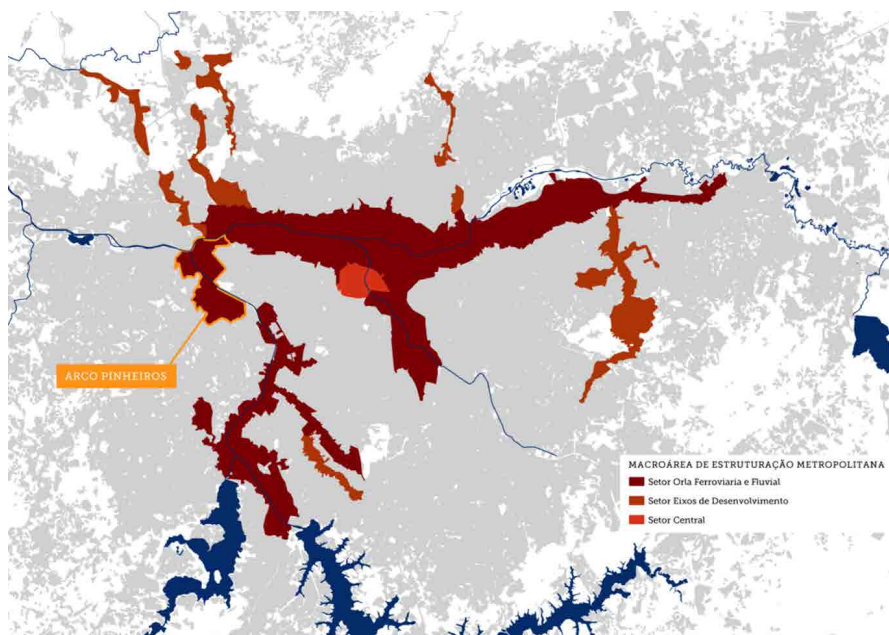 ARCO PINHEIROS
MACROÁREA DE ESTRUTURAÇÃO METROPOLITANA
Setor Orla Ferroviaria e Fluvial
Setor Eixos de Desenvolvimento
Setor Central